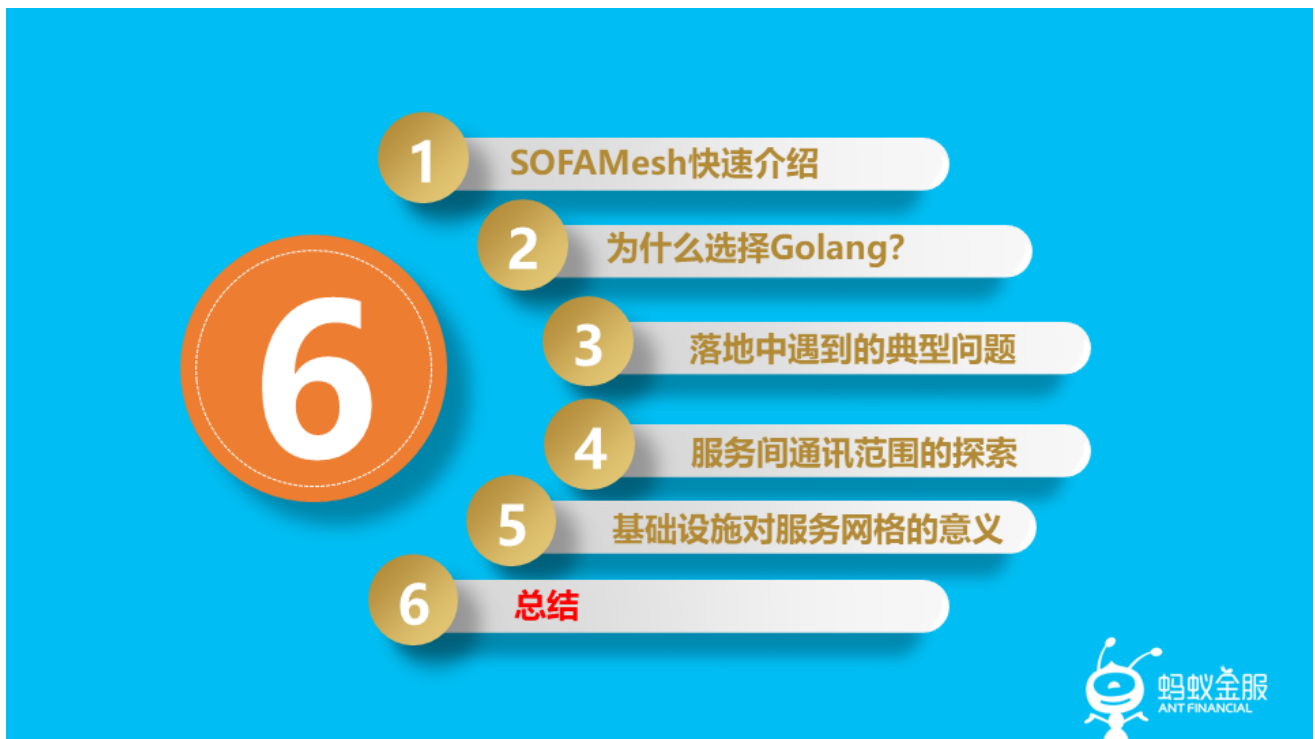 6
1 SOFAMesh快速介绍
2 为什么选择Golang?
3 落地中遇到的典型问题
4 服务间通讯范围的探索
5 基础设施对服务网格的意义
6 总结
蚂蚁金服
ANT FINANCIAL